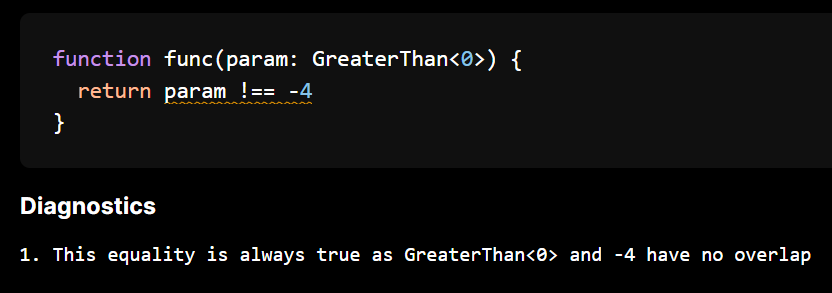 function func(param: GreaterThan<0>) {
  return param !== -4
}
Diagnostics
1. This equality is always true as GreaterThan<0> and -4 have no overlap